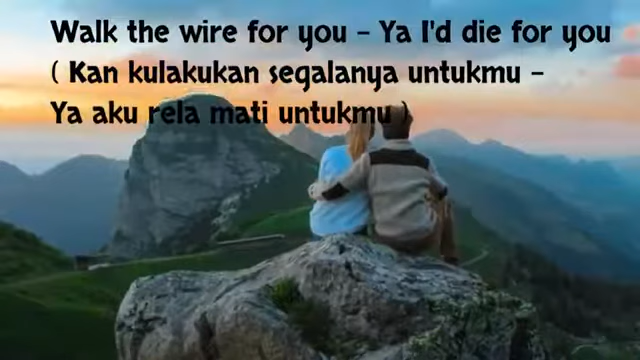 Walk the wire for you - Ya I'd die for you
( Kan kulakukan segalanya untukmu -
Ya aku rela mati untukmu )